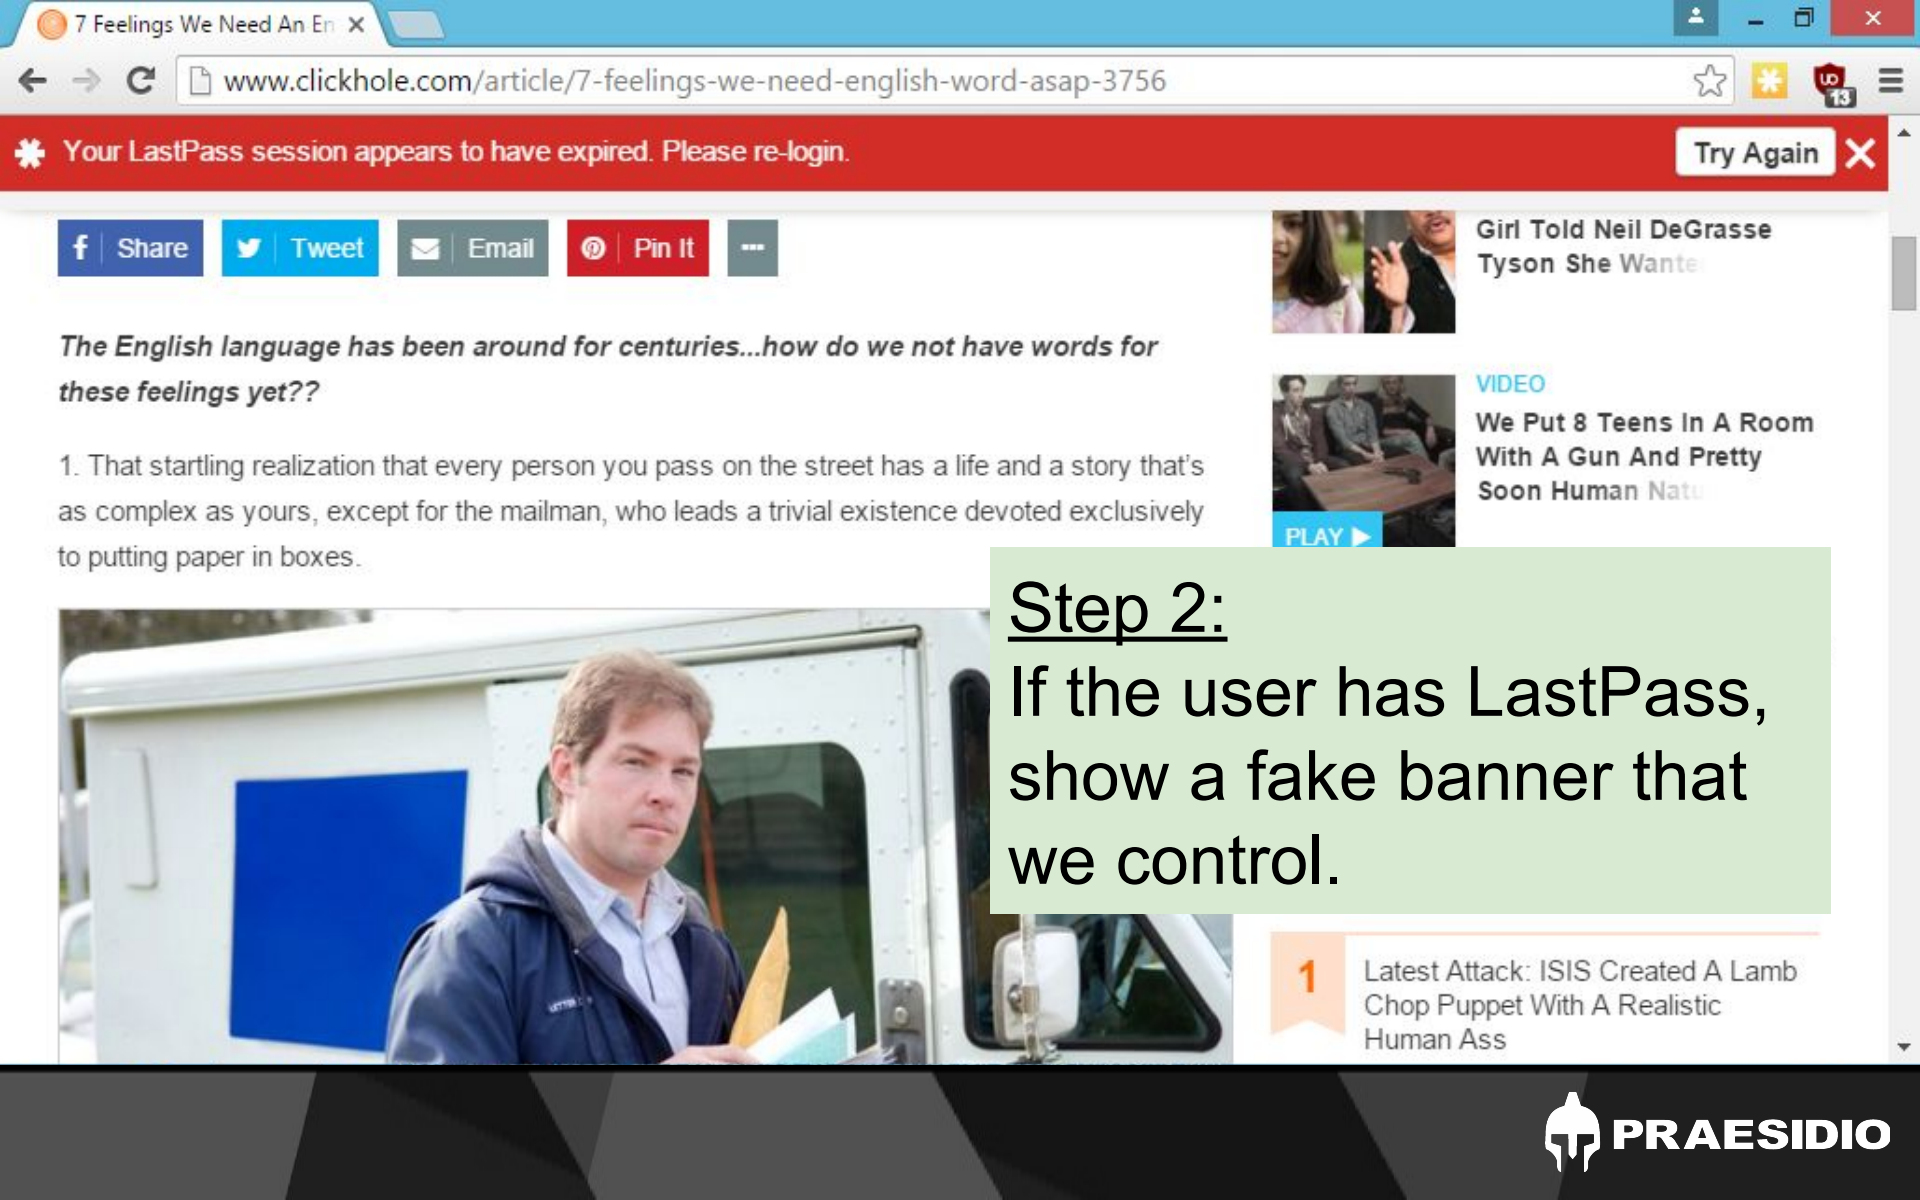 7 Feelings We Need An En
www.clickhole.com/article/7-feelings-we-need-english-word-asap-3756
UD
13
Your LastPass session appears to have expired. Please re-login.
Try Again
f Share
Tweet
Email
Pin It
The English language has been around for centuries...how do we not have words for
these feelings yet??
1. That startling realization that every person you pass on the street has a life and a story that's
as complex as yours, except for the mailman, who leads a trivial existence devoted exclusively
to putting paper in boxes.
Girl Told Neil DeGrasse
Tyson She Wante
VIDEO
We Put 8 Teens In A Room
With A Gun And Pretty
Soon Human Natu
PLAY
Step 2:
If the user has LastPass,
show a fake banner that
we control.
1
Latest Attack: ISIS Created A Lamb
Chop Puppet With A Realistic
Human Ass
PRAESIDIO